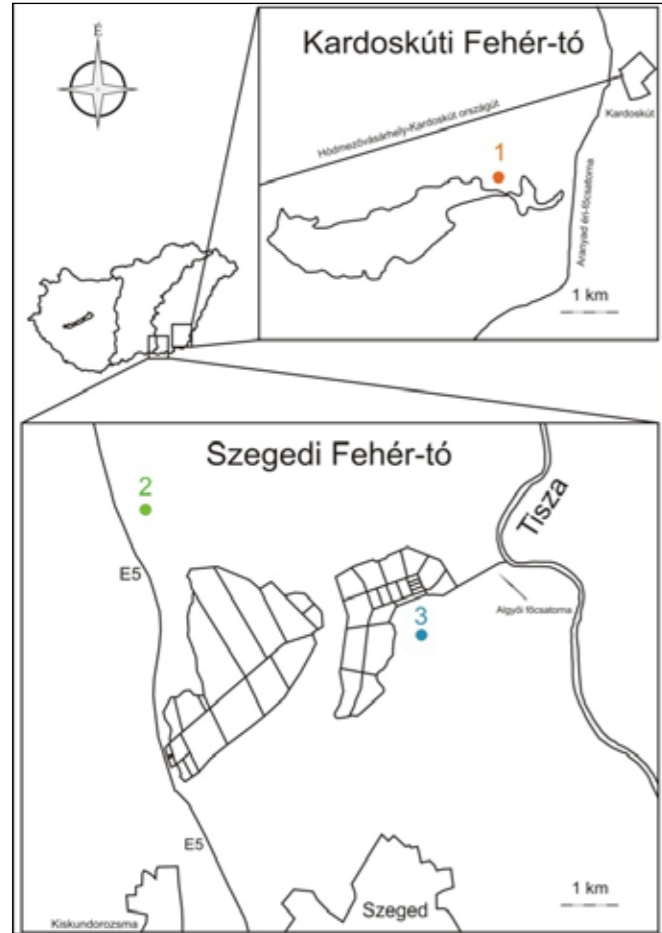 É
Kardoskúti Fehér-tó
Kardoskút
Hódmezővásárhely-Kardoskút országút
1
Aranyád éri-főcsatorna
1 km
Szegedi Fehér-tó
2
Tisza
E5
Algyői főcsatorna
3
E5
Szeged
1 km
Kiskundorozsma